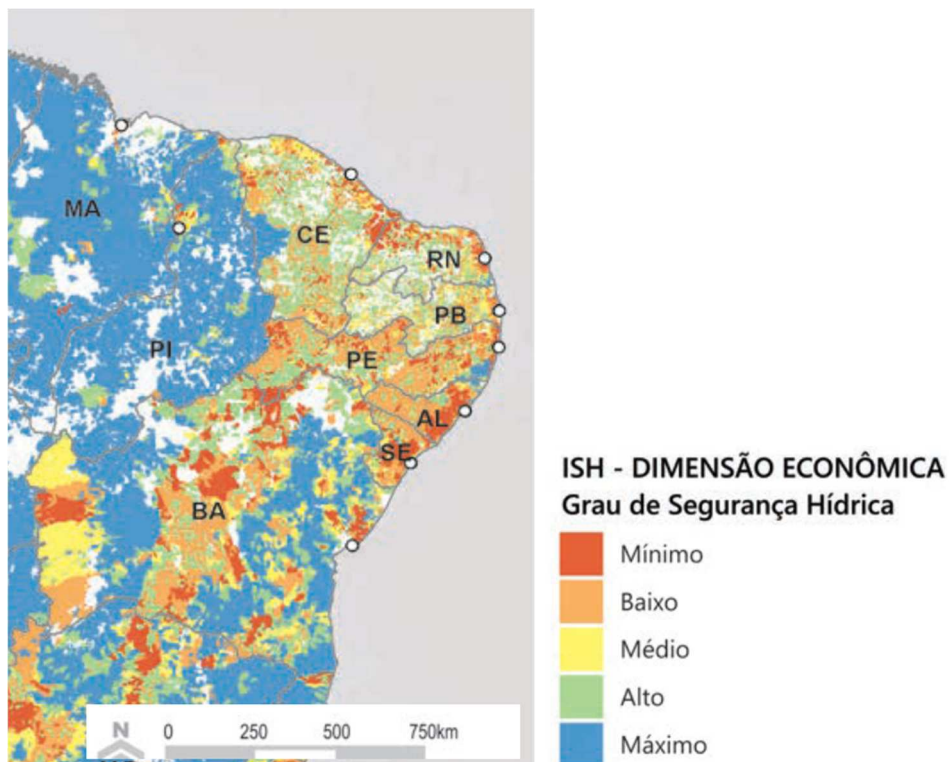 MA
CE
RN
PB
PI
PE
AL
SE
BA
N
0 250 500 750km
ISH - DIMENSÃO ECONÔMICA
Grau de Segurança Hídrica
Mínimo
Baixo
Médio
Alto
Máximo